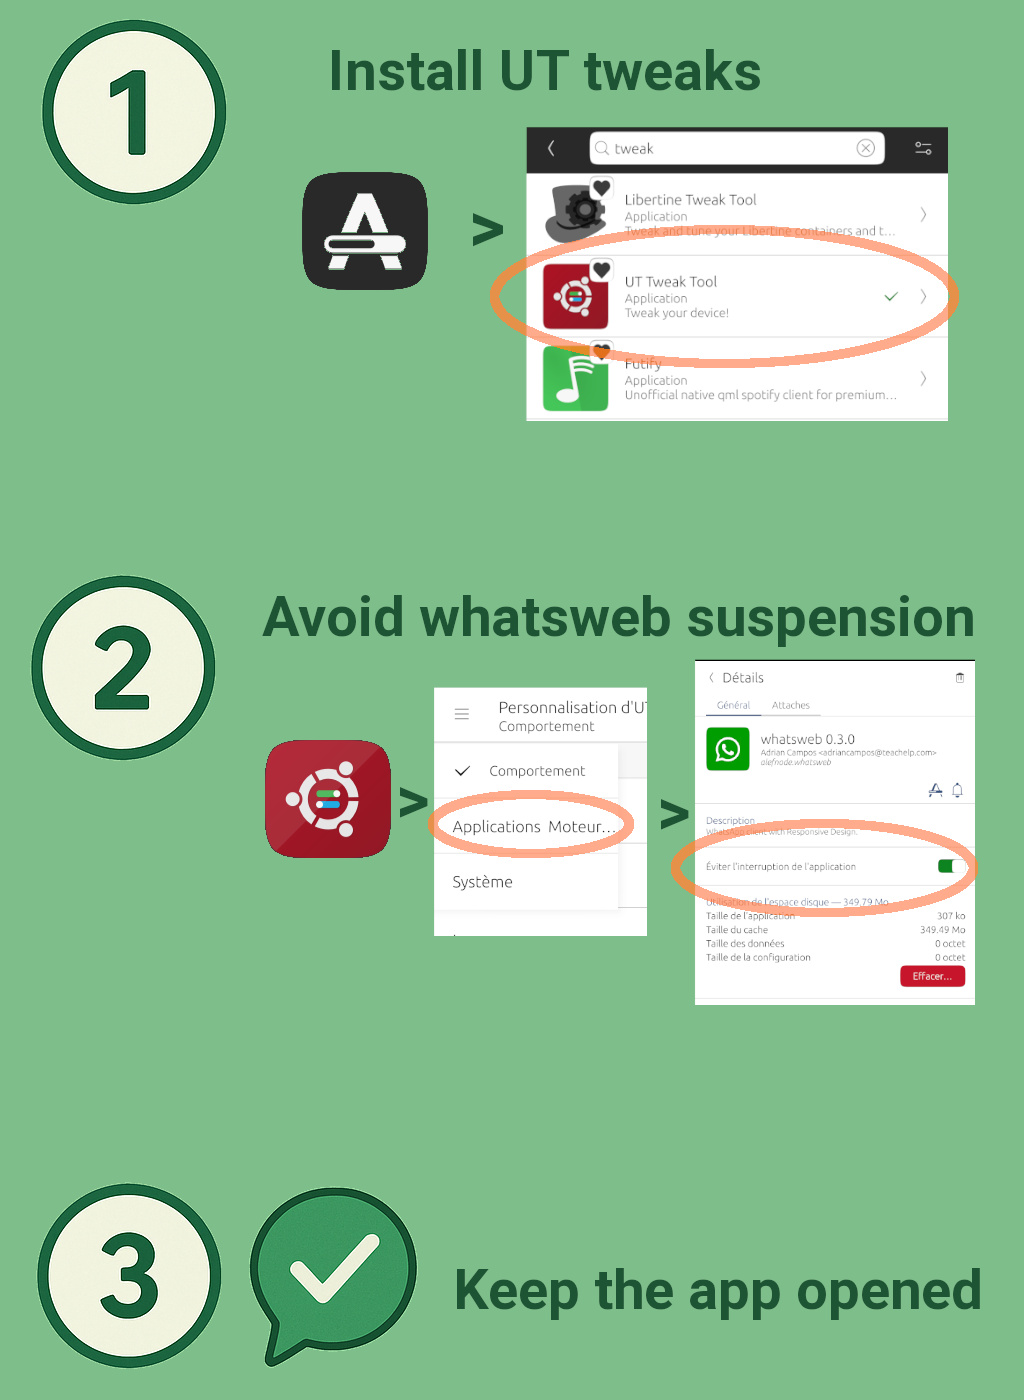 1
Install UT tweaks
>
tweak
Libertine Tweak Tool
Application
Tweak and tune your Libertine containers and t...
UT Tweak Tool
Application
Tweak your device!
Futify
Application
Unofficial native qml spotify client for premium...
2
Avoid whatsweb suspension
>
Personnalisation d'UT
Comportement
Comportement
Applications Moteur...
Système
>
Détails
Général Attaches
whatsweb 0.3.0
Adrian Campos <adriancampos@teachelp.com>
alefnode.whatsweb
Description
WhatsApp client with Responsive Design.
Éviter l'interruption de l'application
Utilisation de l'espace disque — 349.79 Mo
Taille de l'application 307 ko
Taille du cache 349.49 Mo
Taille des données 0 octet
Taille de la configuration 0 octet
Effacer...
3
Keep the app opened